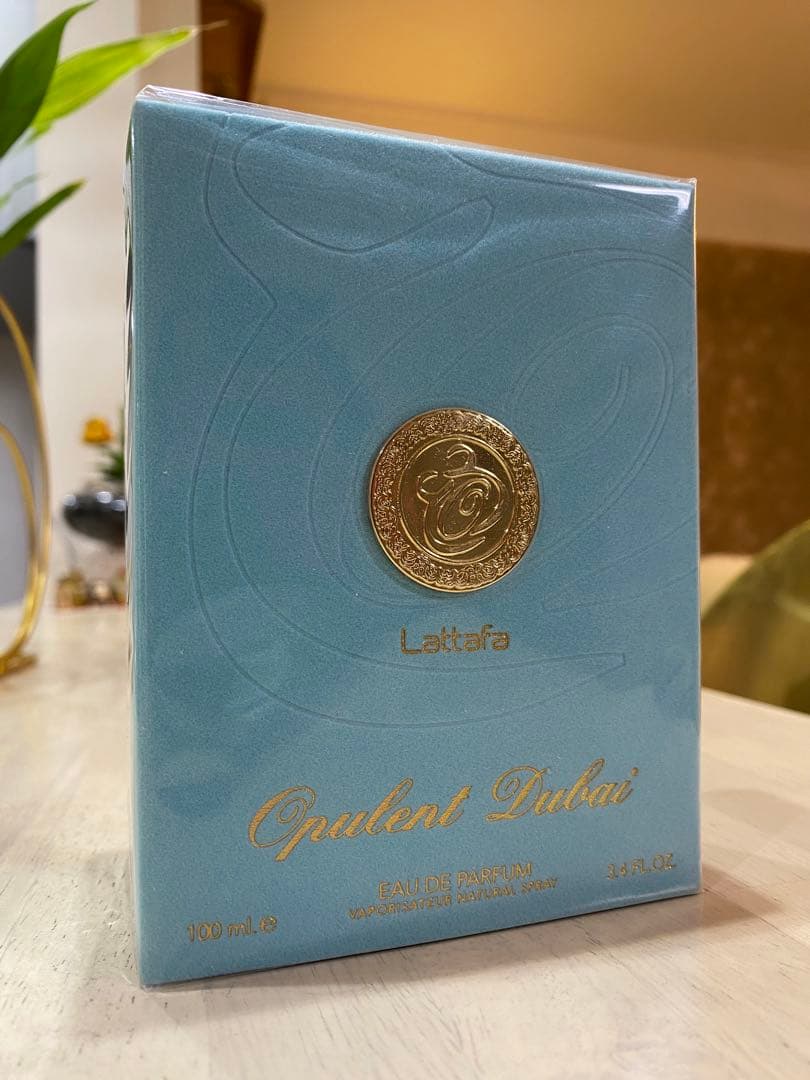 Lattafa
Opulent Dubai
EAU DE PARFUM
VAPORISATEUR NATURAL SPRAY
3.4 FL.OZ.
100 ml. e